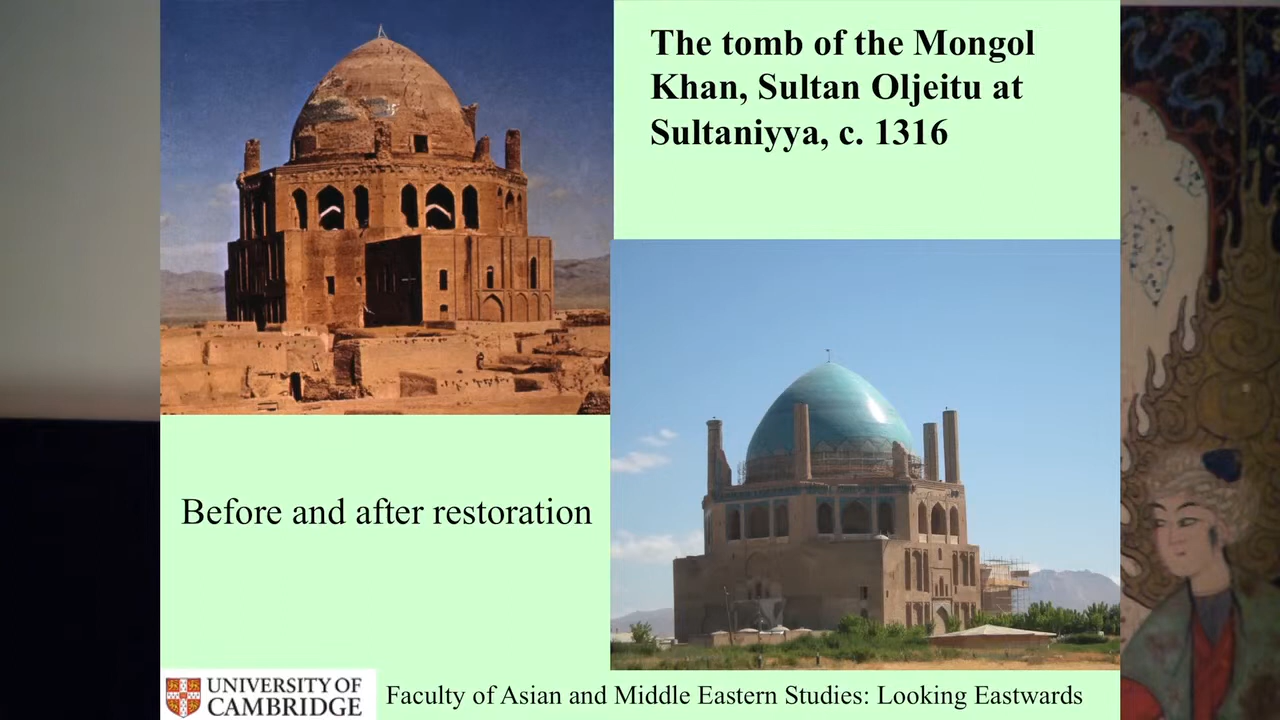 The tomb of the Mongol
Khan, Sultan Oljeitu at
Sultaniyya, c. 1316
Before and after restoration
UNIVERSITY OF
CAMBRIDGE
Faculty of Asian and Middle Eastern Studies: Looking Eastwards